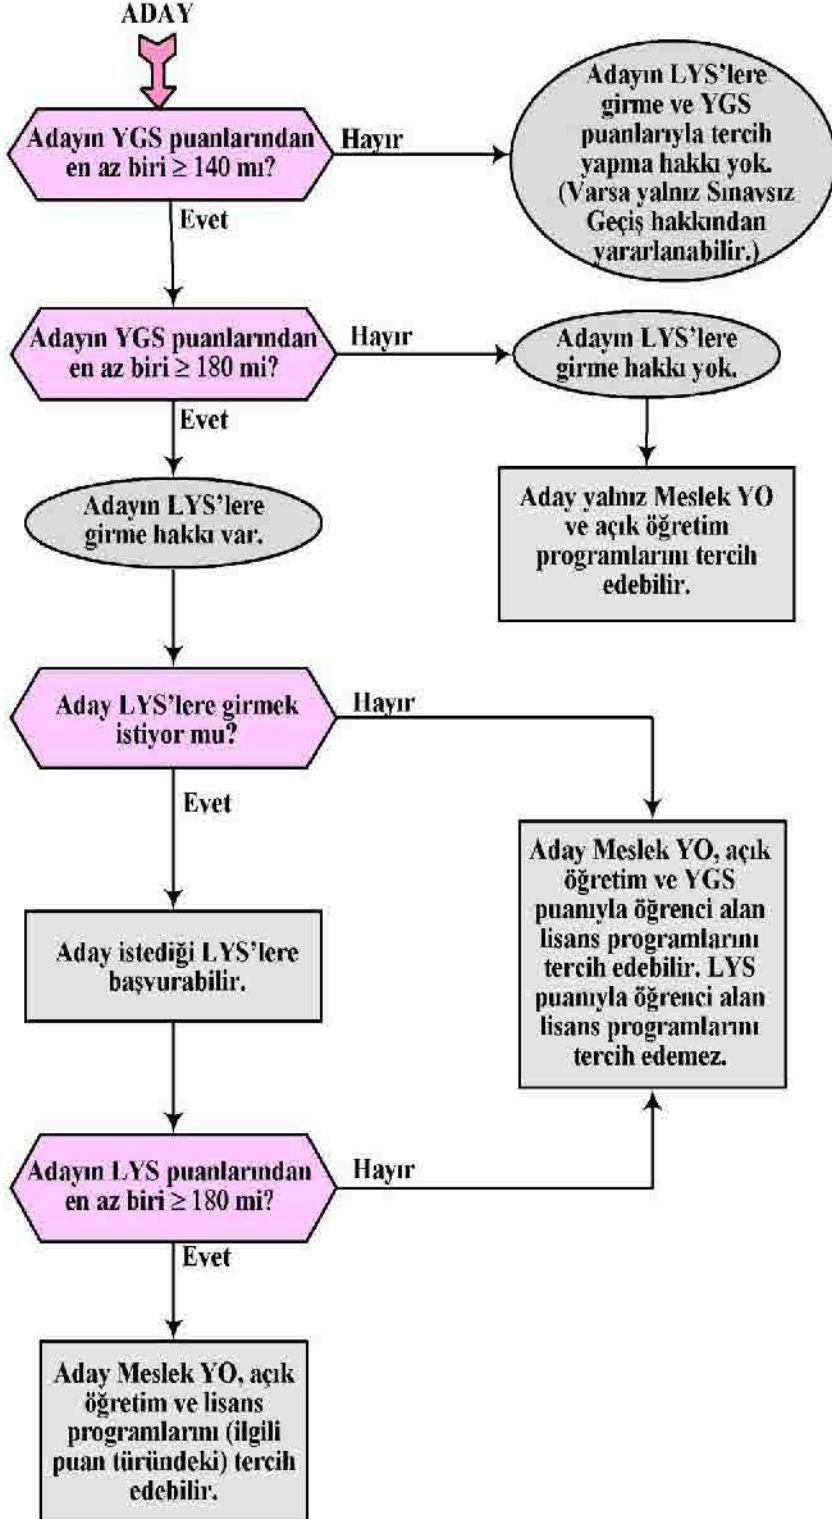 ADAY
Adayın YGS puanlarından
en az biri ≥ 140 mı?
Hayır
Adayın LYS'lere
girme ve YGS
puanlarıyla tercih
yapma hakkı yok.
(Varsa yalnız Sınavsız
Geçiş hakkından
yararlanabilir.)
Evet
Adayın YGS puanlarından
en az biri ≥ 180 mi?
Hayır
Adayın LYS'lere
girme hakkı yok.
Evet
Aday yalnız Meslek YO
ve açık öğretim
programlarını tercih
edebilir.
Adayın LYS'lere
girme hakkı var.
Aday LYS'lere girmek
istiyor mu?
Hayır
Evet
Aday Meslek YO, açık
öğretim ve YGS
puanıyla öğrenci alan
lisans programlarını
tercih edebilir. LYS
puanıyla öğrenci alan
lisans programlarını
tercih edemez.
Aday istediği LYS'lere
başvurabilir.
Adayın LYS puanlarından
en az biri ≥ 180 mi?
Hayır
Evet
Aday Meslek YO, açık
öğretim ve lisans
programlarını (ilgili
puan türündeki) tercih
edebilir.